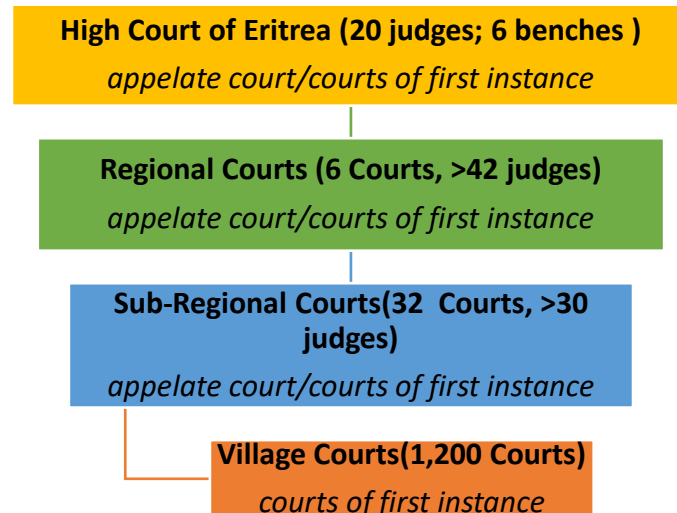 High Court of Eritrea (20 judges; 6 benches )
appelate court/courts of first instance
Regional Courts (6 Courts, >42 judges)
appelate court/courts of first instance
Sub-Regional Courts(32  Courts, >30
judges)
appelate court/courts of first instance
Village Courts(1,200 Courts)
courts of first instance